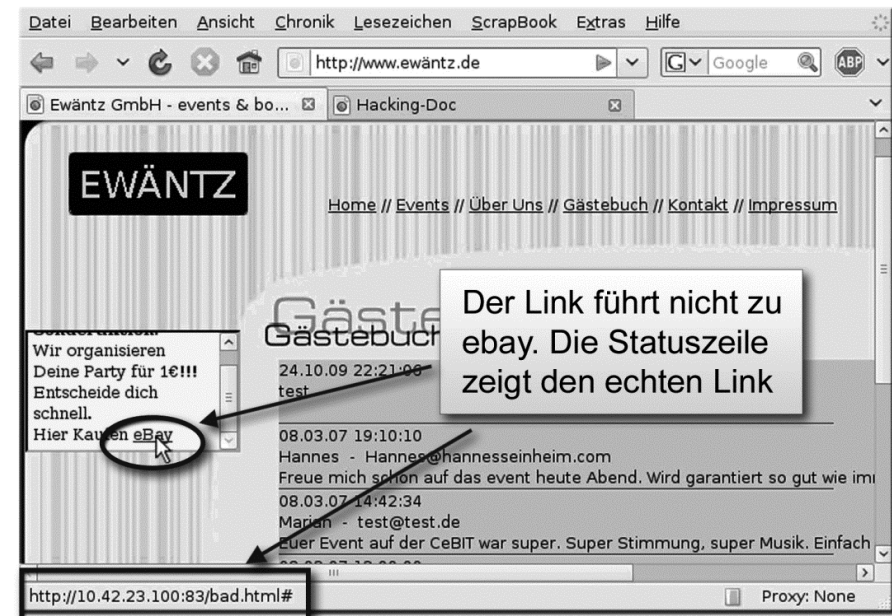 Datei Bearbeiten Ansicht Chronik Lesezeichen ScrapBook Extras Hilfe
http://www.ewäntz.de
G Google
ABP
Ewäntz GmbH - events & bo...
Hacking-Doc
EWÄNTZ
Home // Events // Über Uns // Gästebuch // Kontakt // Impressum
Gästebuch
Der Link führt nicht zu
ebay. Die Statuszeile
zeigt den echten Link
Wir organisieren
Deine Party für 1€!!!
Entscheide dich
schnell.
Hier Kaufen eBay
24.10.09 22:21:06
test
08.03.07 19:10:10
Hannes - Hannes@hannesseinheim.com
Freue mich schon auf das event heute Abend. Wird garantiert so gut wie
08.03.07 14:42:34
Marian - test@test.de
Euer Event auf der CeBIT war super. Super Stimmung, super Musik. Einfach
http://10.42.23.100:83/bad.html#
Proxy: None